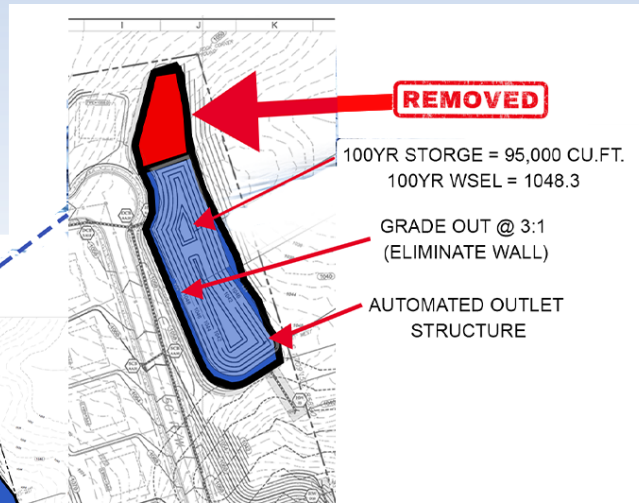 I J K
REMOVED
100YR STORGE = 95,000 CU.FT.
100YR WSEL = 1048.3
GRADE OUT @ 3:1
(ELIMINATE WALL)
AUTOMATED OUTLET
STRUCTURE